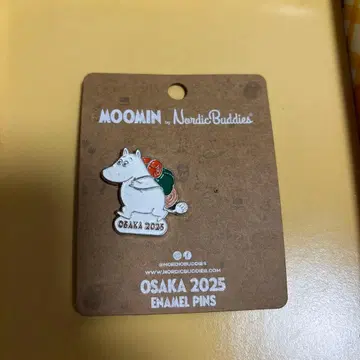 MOOMIN by NordicBuddies
OSAKA 2025
@NORDICBUDDIES
WWW.NORDICBUDDIES.COM
OSAKA 2025
ENAMEL PINS